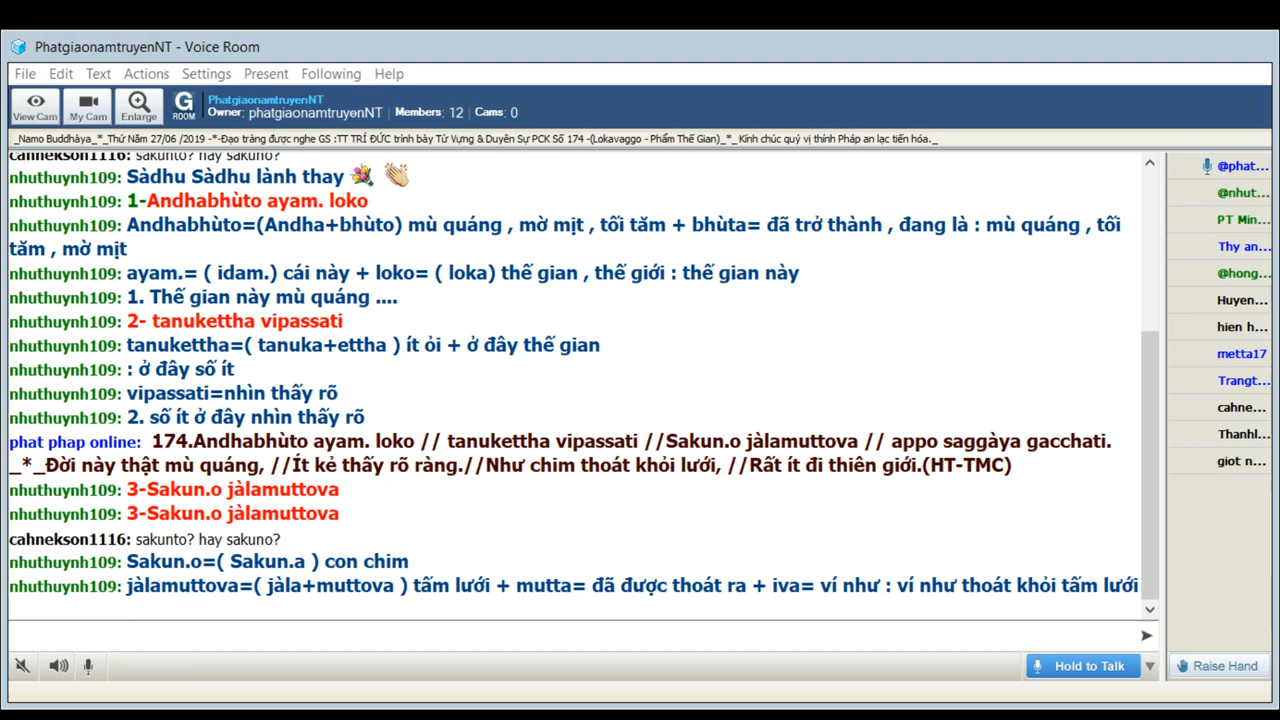 PhatgiaonamtruyenNT - Voice Room
File Edit Text Actions Settings Present Following Help
View Cam My Cam Enlarge G ROOM PhatgiaonamtruyenNT
Owner: phatgiaonamtruyenNT Members: 12 Cams: 0
_Namo Buddhàya_*_Thứ Năm 27/06 /2019 -*-Đạo tràng được nghe GS :TT TRÍ ĐỨC trình bày Từ Vựng & Duyên Sự PCK Số 174 -(Lokavaggo - Phẩm Thế Gian)_*_ Kính chúc quý vị thính Pháp an lạc tiến hóa._
cahnekson1116: sakunto? hay sakuno?
nhuthuynh109: Sàdhu Sàdhu lành thay
nhuthuynh109: 1-Andhabhùto ayam. loko
nhuthuynh109: Andhabhùto=(Andha+bhùto) mù quáng , mờ mịt , tối tăm + bhùta= đã trở thành , đang là : mù quáng , tối
tăm , mờ mịt
nhuthuynh109: ayam.= ( idam.) cái này + loko= ( loka) thế gian , thế giới : thế gian này
nhuthuynh109: 1. Thế gian này mù quáng ....
nhuthuynh109: 2- tanukettha vipassati
nhuthuynh109: tanukettha=( tanuka+ettha ) ít ỏi + ở đây thế gian
nhuthuynh109: : ở đây số ít
nhuthuynh109: vipassati=nhìn thấy rõ
nhuthuynh109: 2. số ít ở đây nhìn thấy rõ
phat phap online: 174.Andhabhùto ayam. loko // tanukettha vipassati //Sakun.o jàlamuttova // appo saggàya gacchati.
_*_Đời này thật mù quáng, //Ít kẻ thấy rõ ràng.//Như chim thoát khỏi lưới, //Rất ít đi thiên giới.(HT-TMC)
nhuthuynh109: 3-Sakun.o jàlamuttova
nhuthuynh109: 3-Sakun.o jàlamuttova
cahnekson1116: sakunto? hay sakuno?
nhuthuynh109: Sakun.o=( Sakun.a ) con chim
nhuthuynh109: jàlamuttova=( jàla+muttova ) tấm lưới + mutta= đã được thoát ra + iva= ví như : ví như thoát khỏi tấm lưới
@phat...
@nhut...
PT Min...
Thy an...
@hong...
Huyen...
hien h...
metta17
Trangt...
cahne...
Thanhl...
giot n...
Hold to Talk
Raise Hand